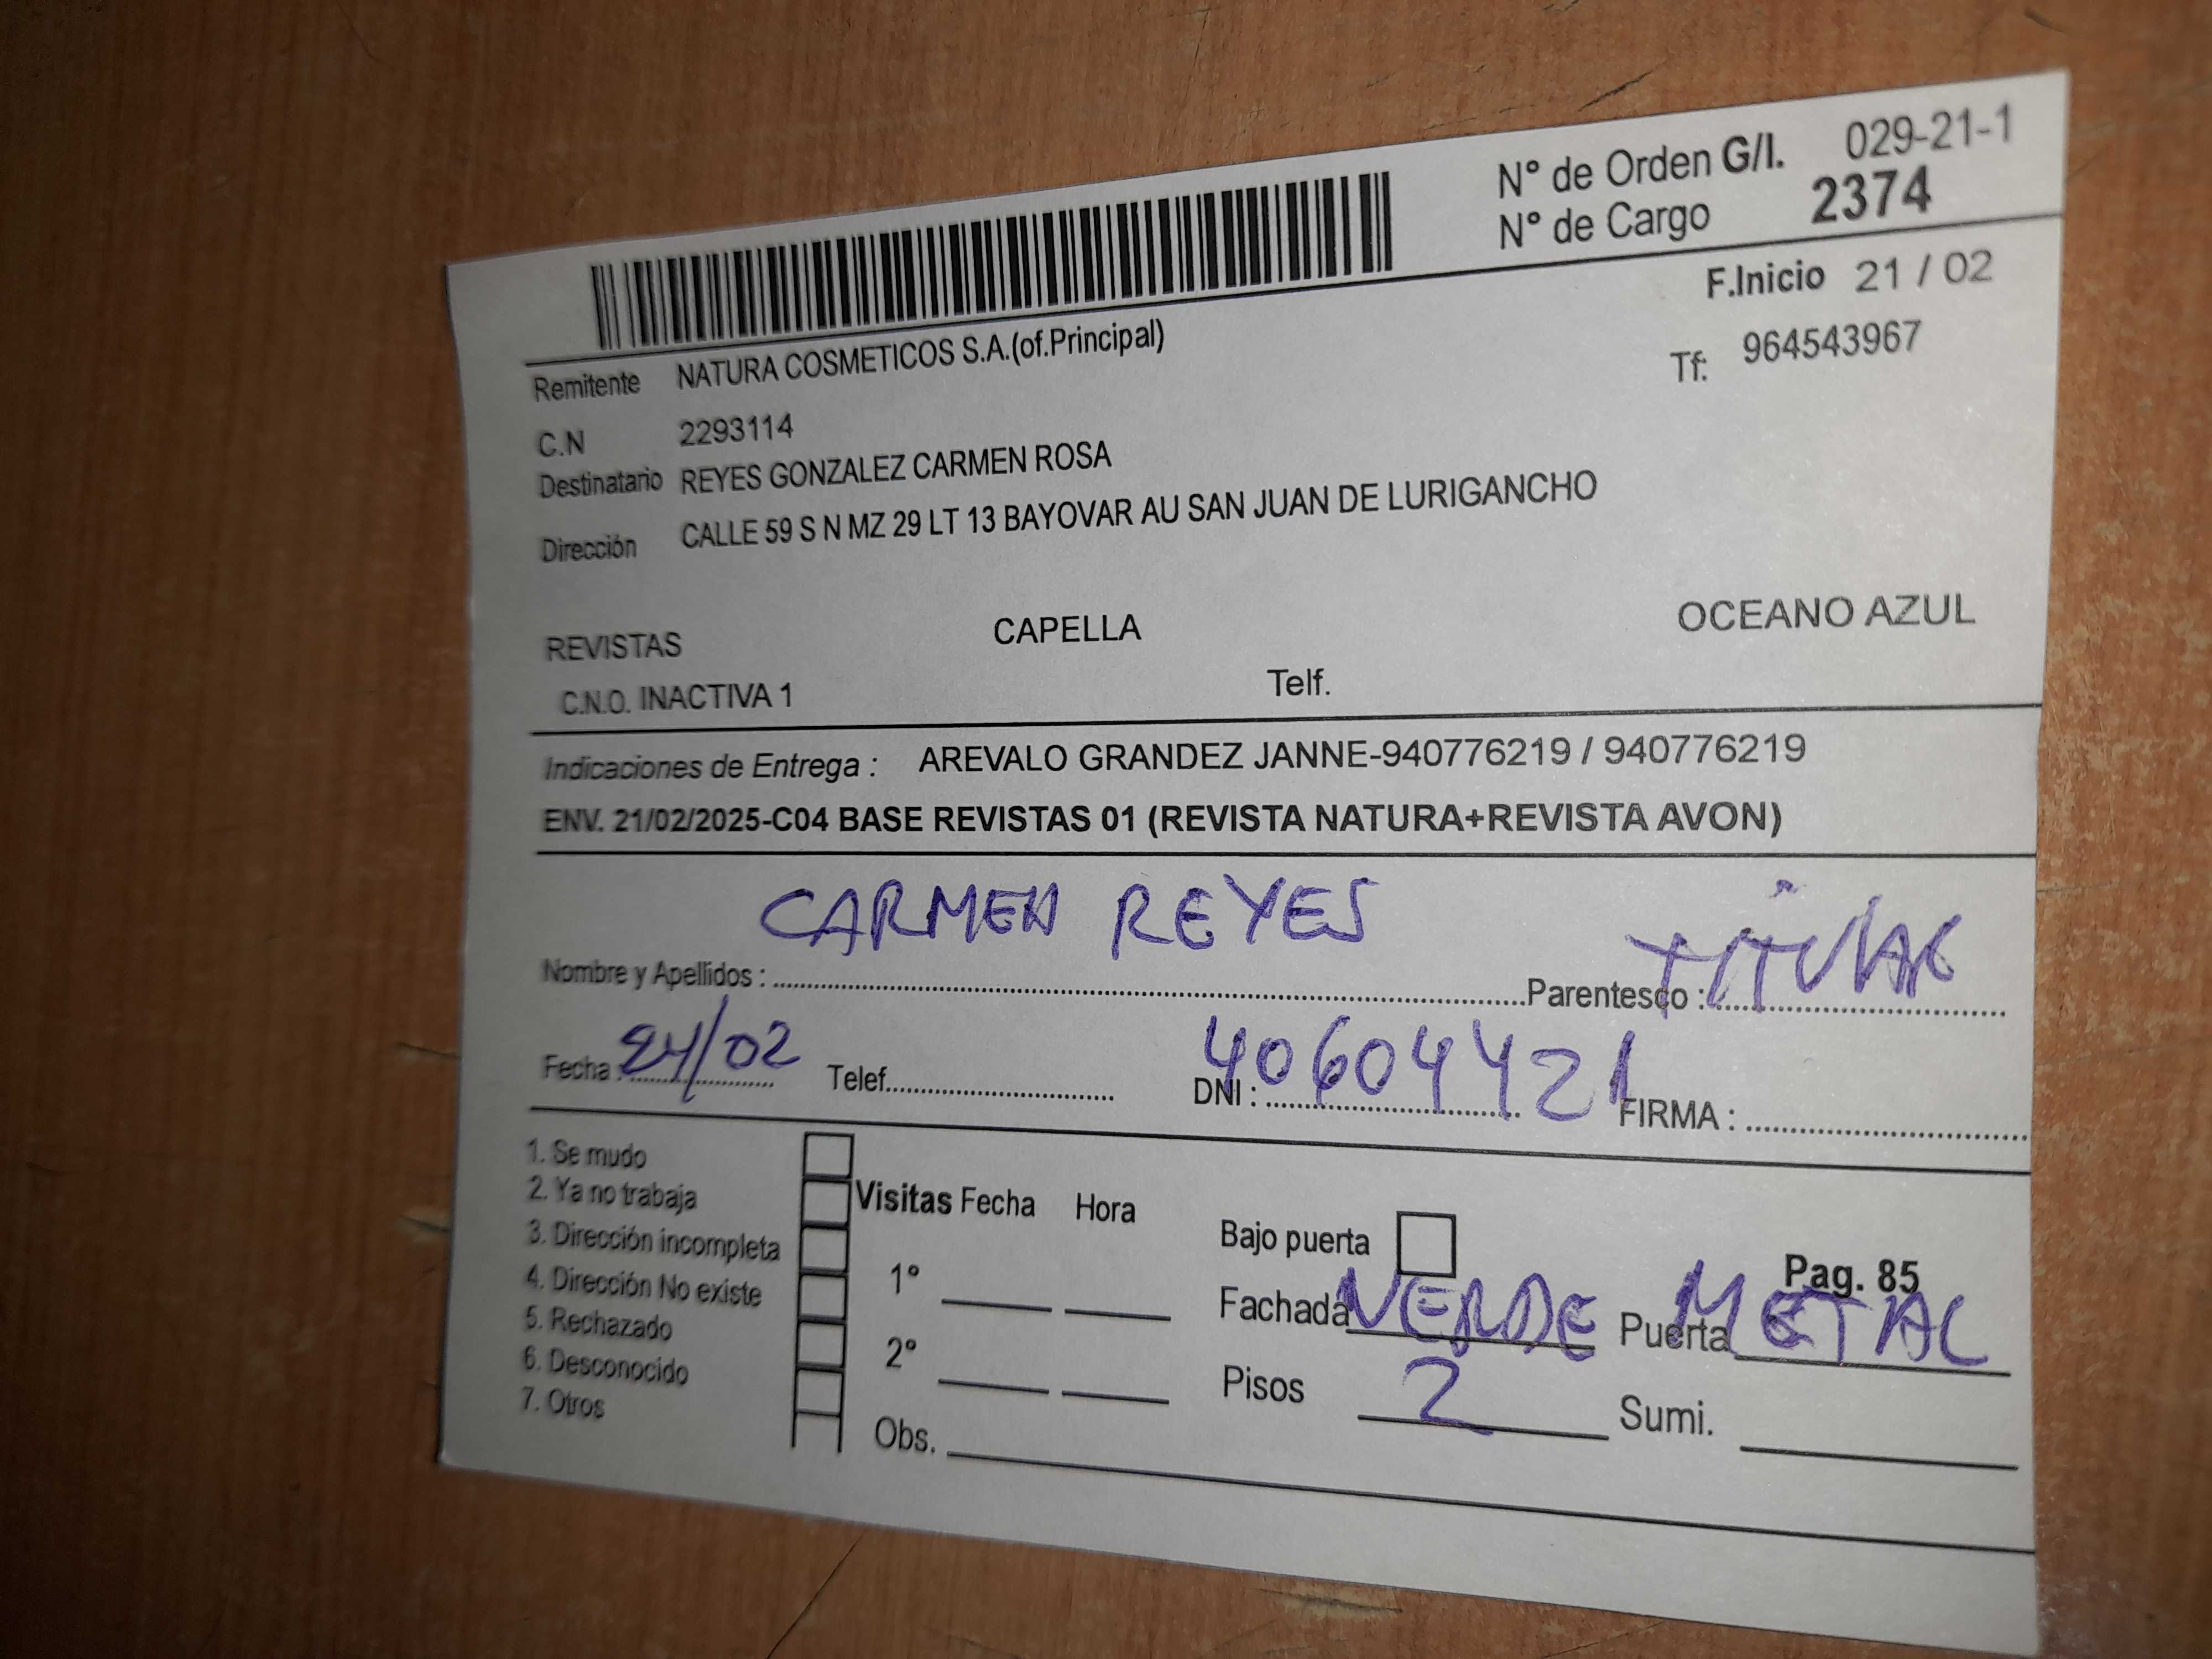 N° de Orden G/I. 029-21-1
N° de Cargo 2374
F.Inicio 21 / 02
Remitente NATURA COSMETICOS S.A.(of.Principal)
Tf: 964543967
C.N 2293114
Destinatario REYES GONZALEZ CARMEN ROSA
Dirección CALLE 59 S N MZ 29 LT 13 BAYOVAR AU SAN JUAN DE LURIGANCHO
REVISTAS CAPELLA OCEANO AZUL
C.N.O. INACTIVA 1 Telf.
Indicaciones de Entrega : AREVALO GRANDEZ JANNE-940776219 / 940776219
ENV. 21/02/2025-C04 BASE REVISTAS 01 (REVISTA NATURA+REVISTA AVON)
Nombre y Apellidos : CARMEN REYES Parentesco : TITULAR
Fecha : 24/02 Telef. DNI : 40604421 FIRMA :
1. Se mudo
2. Ya no trabaja
3. Dirección incompleta
4. Dirección No existe
5. Rechazado
6. Desconocido
7. Otros
Visitas Fecha Hora
1°
2°
Obs.
Bajo puerta
Pag. 85
Fachada VERDE Puerta METAL
Pisos 2 Sumi.